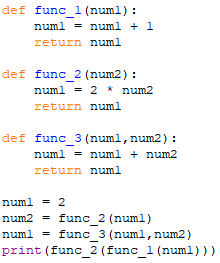 def func_1(num1):
    num1 = num1 + 1
    return num1

def func_2(num2):
    num1 = 2 * num2
    return num1

def func_3(num1,num2):
    num1 = num1 + num2
    return num1

num1 = 2
num2 = func_2(num1)
num1 = func_3(num1,num2)
print(func_2(func_1(num1)))